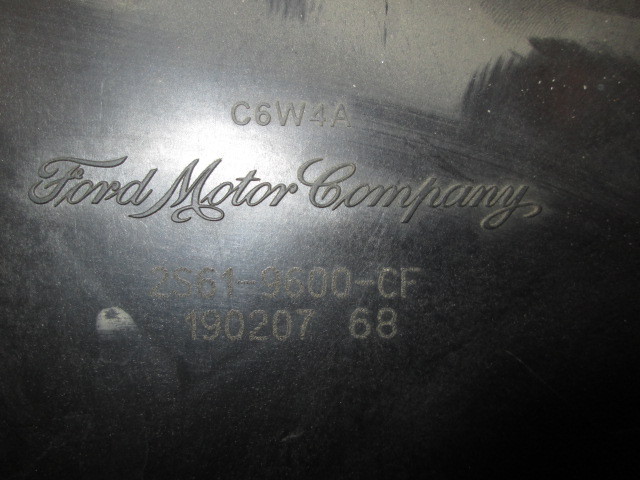 C6W4A
Ford Motor Company
2S61-9600-CF
190207 68